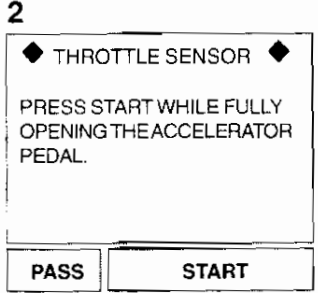 2
◆ THROTTLE SENSOR ◆
PRESS START WHILE FULLY
OPENING THE ACCELERATOR
PEDAL.
PASS START